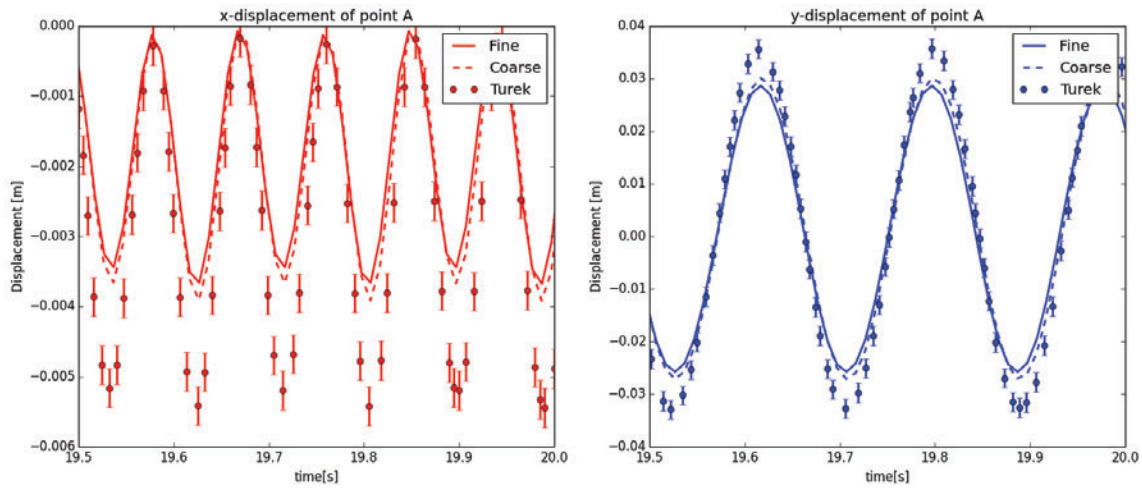 x-displacement of point A
0.000
−0.001
−0.002
−0.003
−0.004
−0.005
−0.006
Displacement [m]
Fine
Coarse
Turek
19.5
19.6
19.7
19.8
19.9
20.0
time[s]
y-displacement of point A
0.04
0.03
0.02
0.01
0.00
−0.01
−0.02
−0.03
−0.04
Displacement [m]
Fine
Coarse
Turek
19.5
19.6
19.7
19.8
19.9
20.0
time[s]